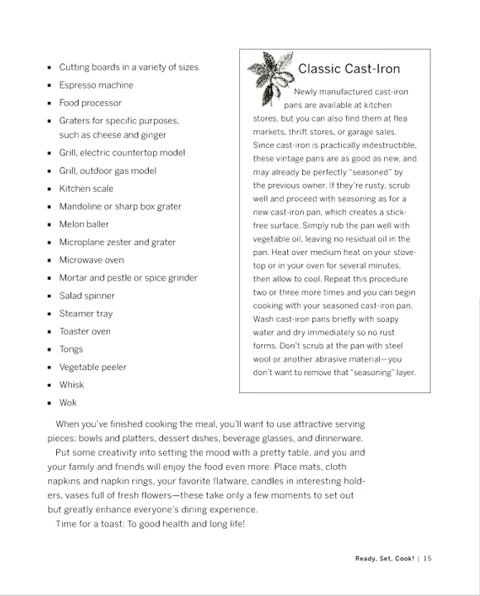 ▪ Cutting boards in a variety of sizes
▪ Espresso machine
▪ Food processor
▪ Graters for specific purposes,
such as cheese and ginger
▪ Grill, electric countertop model
▪ Grill, outdoor gas model
▪ Kitchen scale
▪ Mandoline or sharp box grater
▪ Melon baller
▪ Microplane zester and grater
▪ Microwave oven
▪ Mortar and pestle or spice grinder
▪ Salad spinner
▪ Steamer tray
▪ Toaster oven
▪ Tongs
▪ Vegetable peeler
▪ Whisk
▪ Wok
Classic Cast-Iron
Newly manufactured cast-iron
pans are available at kitchen
stores, but you can also find them at flea
markets, thrift stores, or garage sales.
Since cast-iron is practically indestructible,
these vintage pans are as good as new, and
may already be perfectly “seasoned” by
the previous owner. If they’re rusty, scrub
well and proceed with seasoning as for a
new cast-iron pan, which creates a stick-
free surface. Simply rub the pan well with
vegetable oil, leaving no residual oil in the
pan. Heat over medium heat on your stove-
top or in your oven for several minutes,
then allow to cool. Repeat this procedure
two or three more times and you can begin
cooking with your seasoned cast-iron pan.
Wash cast-iron pans briefly with soapy
water and dry immediately so no rust
forms. Don’t scrub at the pan with steel
wool or another abrasive material—you
don’t want to remove that “seasoning” layer.
When you’ve finished cooking the meal, you’ll want to use attractive serving
pieces: bowls and platters, dessert dishes, beverage glasses, and dinnerware.
Put some creativity into setting the mood with a pretty table, and you and
your family and friends will enjoy the food even more. Place mats, cloth
napkins and napkin rings, your favorite flatware, candles in interesting hold-
ers, vases full of fresh flowers—these take only a few moments to set out
but greatly enhance everyone’s dining experience.
Time for a toast: To good health and long life!
Ready, Set, Cook! | 15